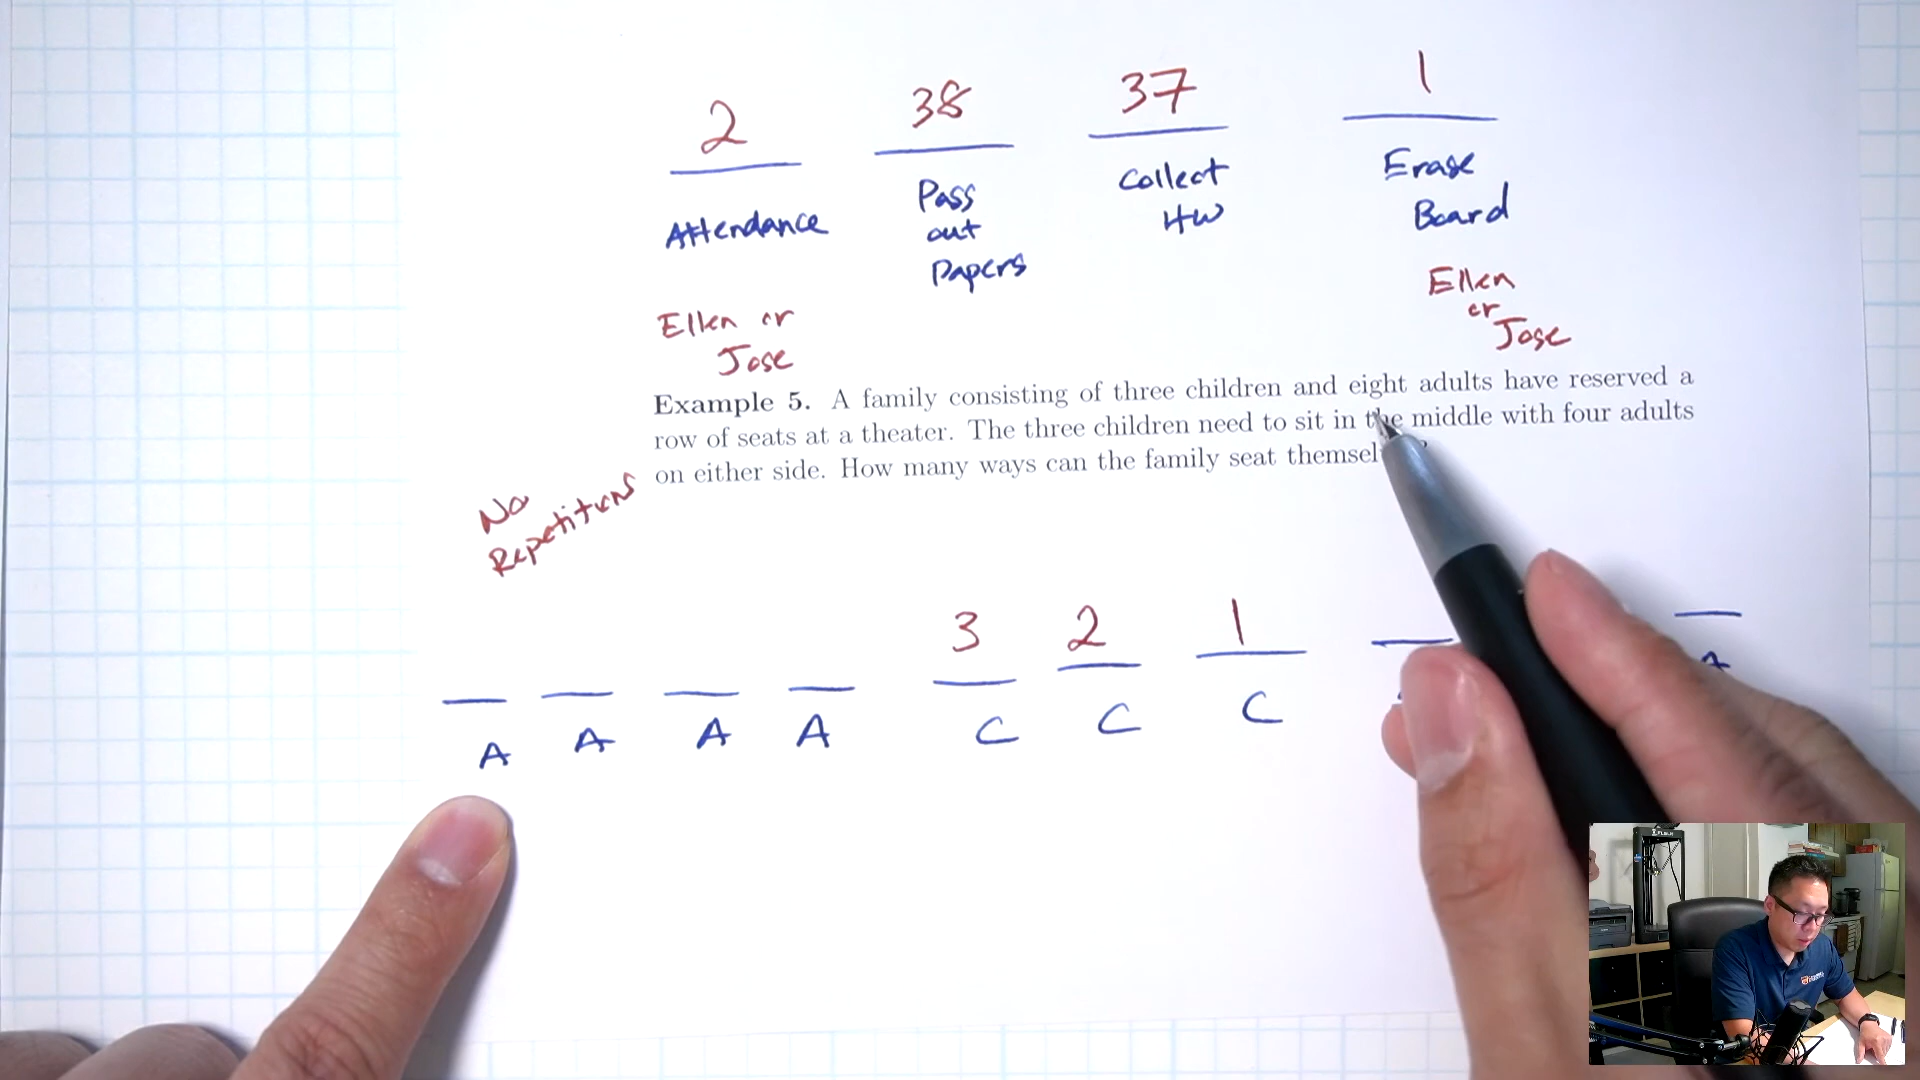 2 38 37 1
Attendance
Pass
out
Papers
Collect
HW
Erase
Board
Ellen or
Jose
Ellen
or
Jose
Example 5. A family consisting of three children and eight adults have reserved a
row of seats at a theater. The three children need to sit in the middle with four adults
on either side. How many ways can the family seat
No
Repetitions
3 2 1
A A A A C C C A